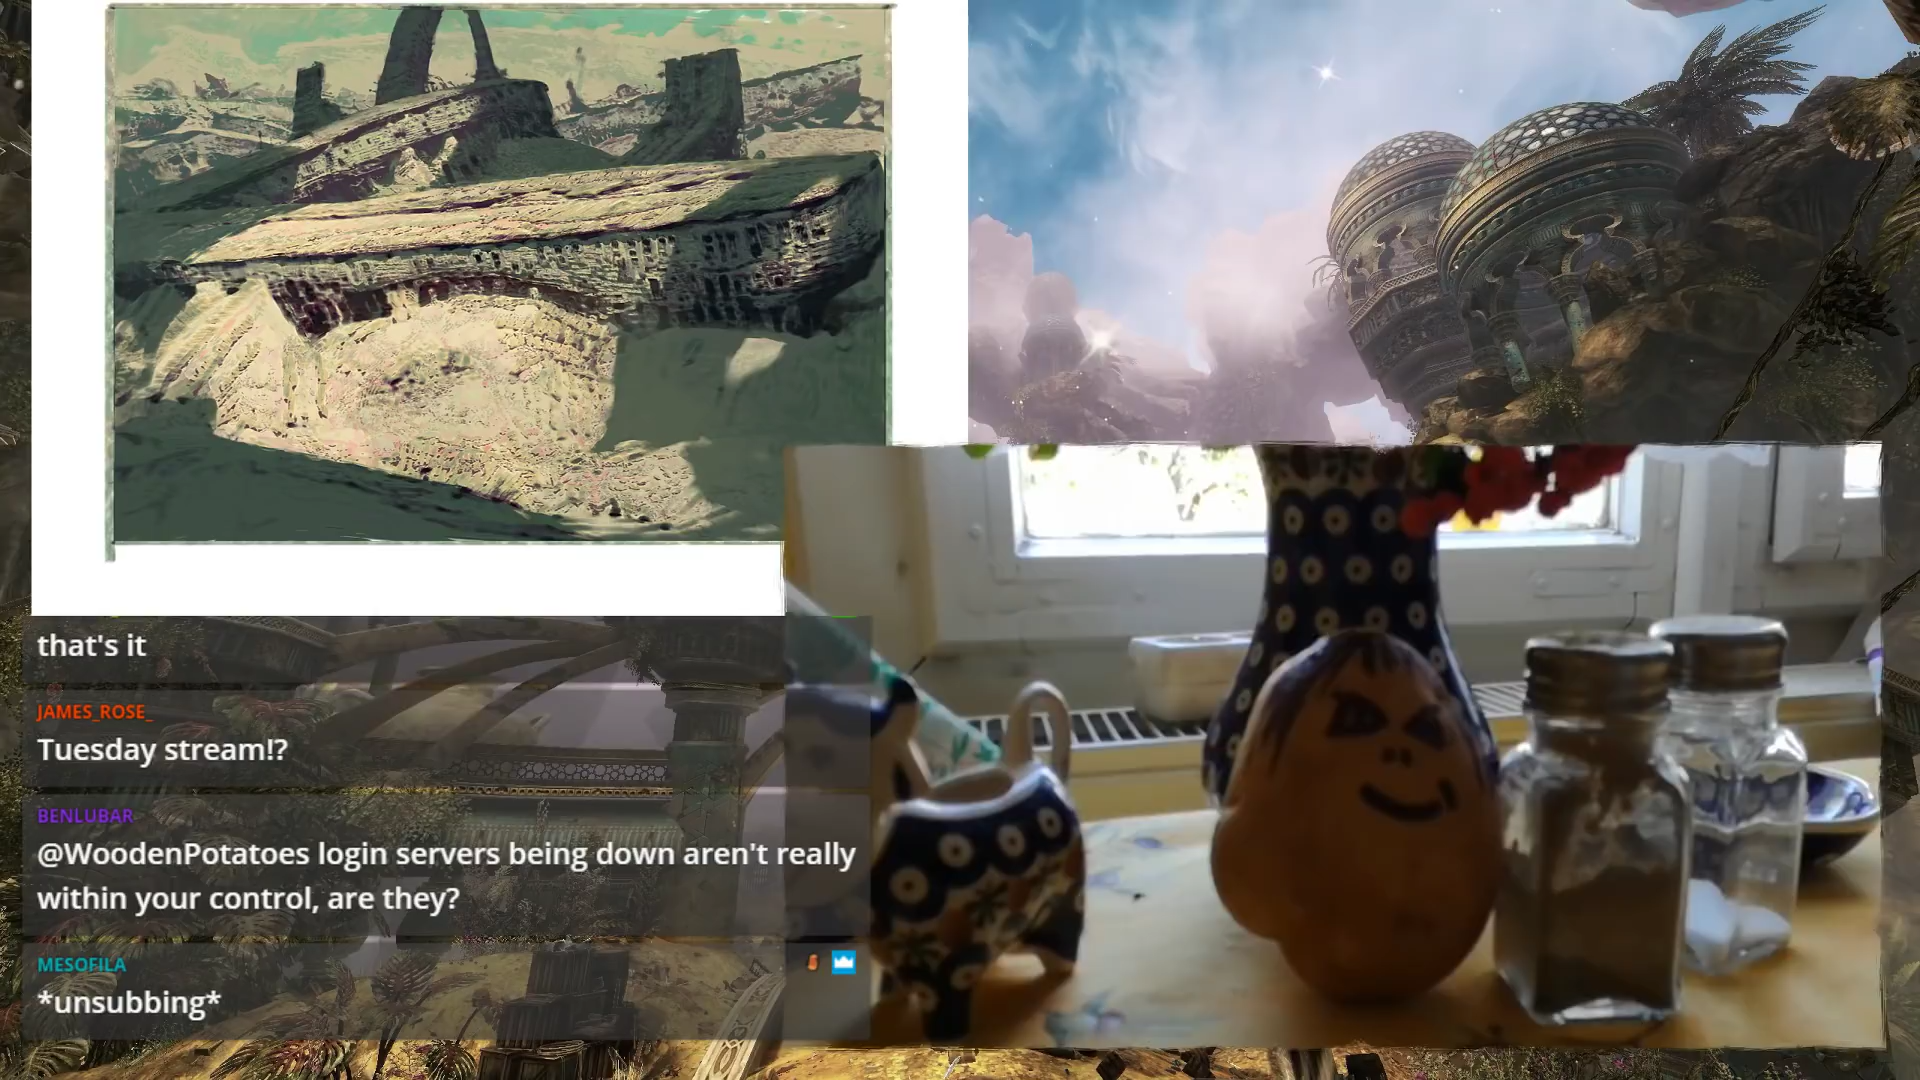 that's it
JAMES_ROSE_
Tuesday stream!?
BENLUBAR
@WoodenPotatoes login servers being down aren't really
within your control, are they?
MESOFILA
*unsubbing*